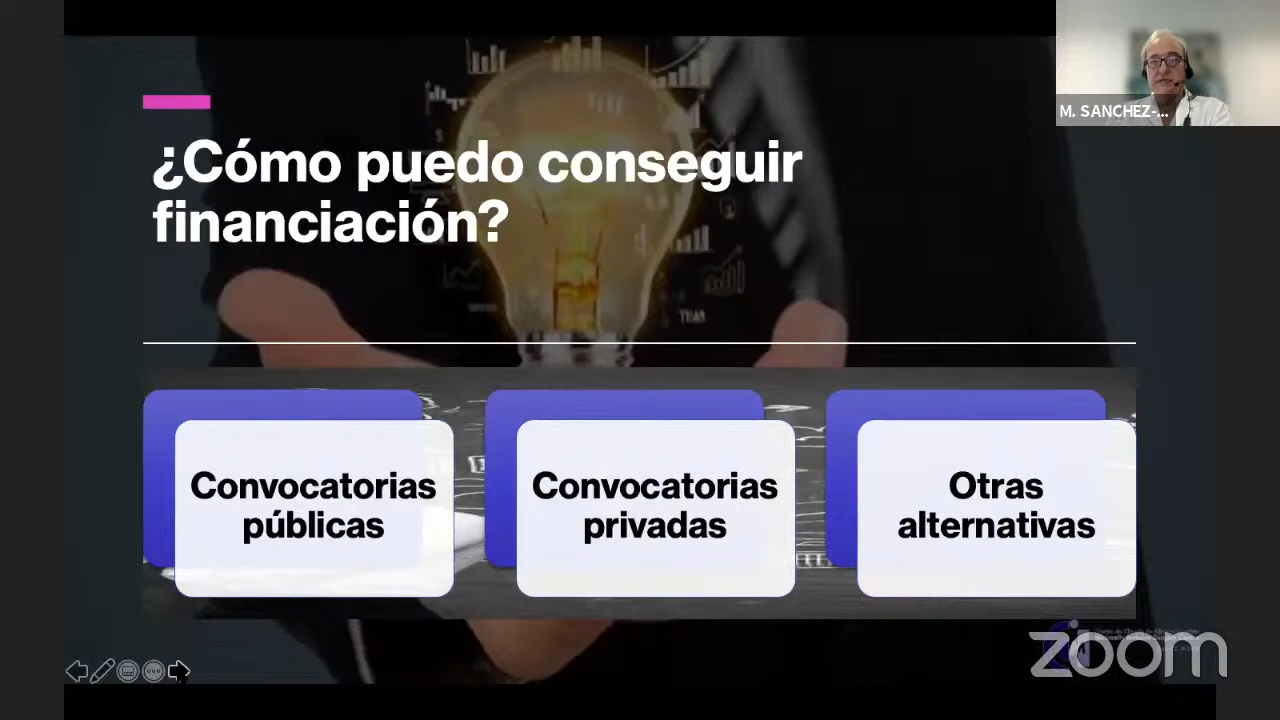 M. SANCHEZ-...
¿Cómo puedo conseguir
financiación?
Convocatorias
públicas
Convocatorias
privadas
Otras
alternativas
zoom